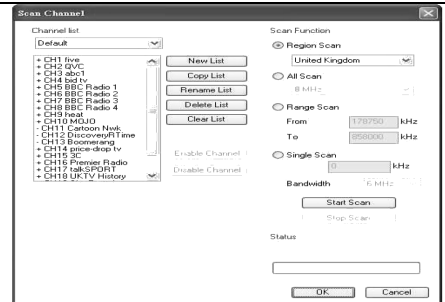 Scan Channel
Channel list
Default
+ CH1 five
+ CH2 QVC
+ CH3 abc1
+ CH4 bid tv
+ CH5 BBC Radio 1
+ CH6 BBC Radio 2
+ CH7 BBC Radio 3
+ CH8 BBC Radio 4
+ CH9 heat
+ CH10 MOJO
- CH11 Cartoon Nwk
- CH12 DiscoveryRTime
- CH13 Boomerang
+ CH14 price-drop tv
+ CH15 3C
+ CH16 Premier Radio
+ CH17 talkSPORT
+ CH18 UKTV History
New List
Copy List
Rename List
Delete List
Clear List
Enable Channel
Disable Channel
Scan Function
Region Scan
United Kingdom
All Scan
8 MHz
Range Scan
From 178750 kHz
To 858000 kHz
Single Scan
0 kHz
Bandwidth 6 MHz
Start Scan
Stop Scan
Status
OK Cancel